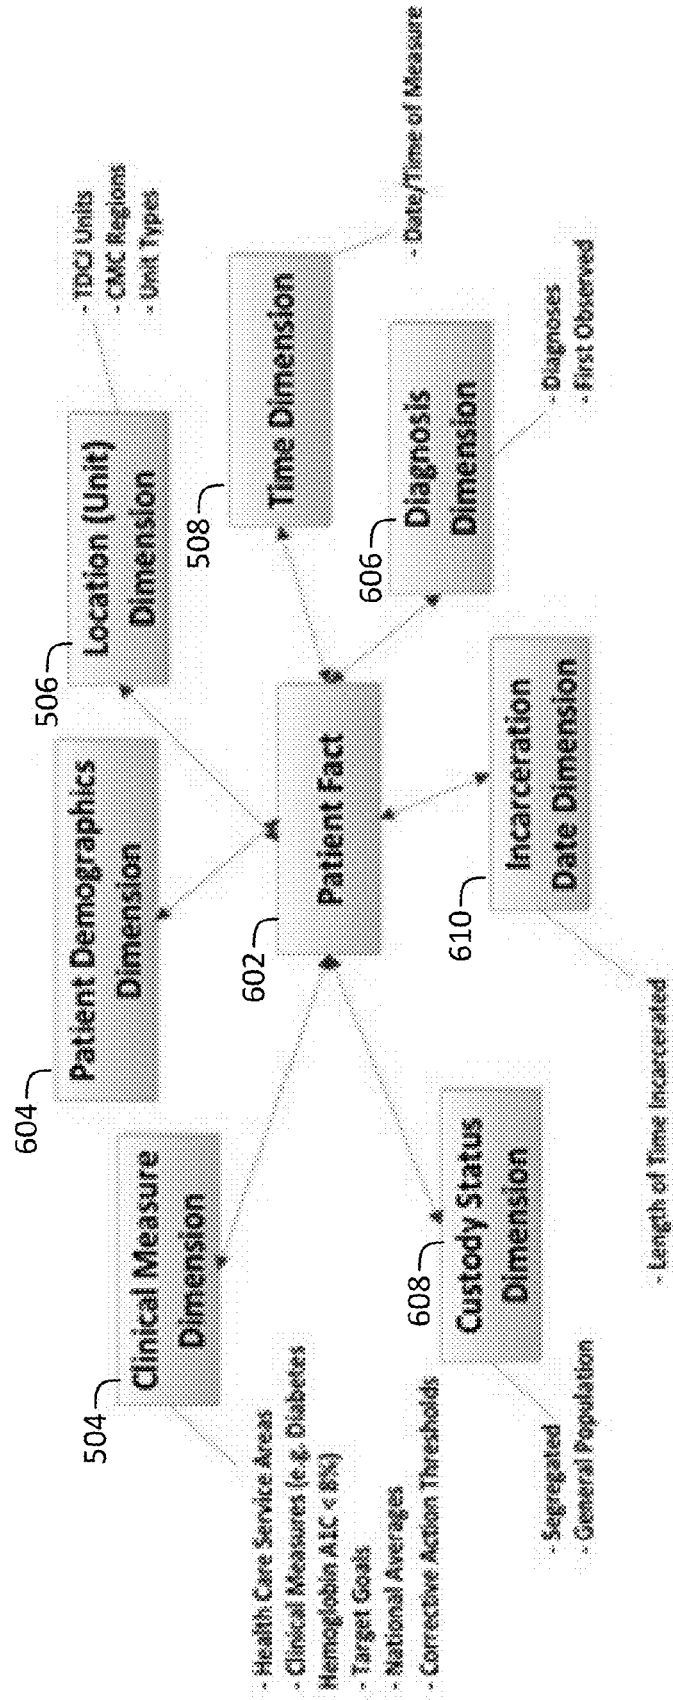 604
Patient Demographics
Dimension
506
Location (Unit)
Dimension
- TDCJ Units
- CMC Regions
- Unit Types
504
Clinical Measure
Dimension
- Health Care Service Areas
- Clinical Measures (e.g. Diabetes
Hemoglobin A1C < 8%)
- Target Goals
- National Averages
- Corrective Action Thresholds
602
Patient Fact
508
Time Dimension
- Date/Time of Measure
608
Custody Status
Dimension
- Segregated
- General Population
610
Incarceration
Date Dimension
- Length of Time Incarcerated
606
Diagnosis
Dimension
- Diagnoses
- First Observed